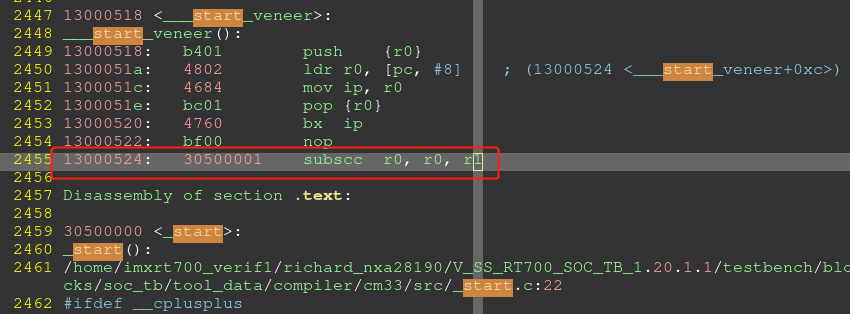 2447 13000518 <____start_veneer>:
2448 ____start_veneer():
2449 13000518: b401 push {r0}
2450 1300051a: 4802 ldr r0, [pc, #8] ; (13000524 <____start_veneer+0xc>)
2451 1300051c: 4684 mov ip, r0
2452 1300051e: bc01 pop {r0}
2453 13000520: 4760 bx ip
2454 13000522: bf00 nop
2455 13000524: 30500001 subscc r0, r0, r1
2456
2457 Disassembly of section .text:
2458
2459 30500000 <_start>:
2460 _start():
2461 /home/imxrt700_verif1/richard_nxa28190/V_SS_RT700_SOC_TB_1.20.1.1/testbench/blo
cks/soc_tb/tool_data/compiler/cm33/src/_start.c:22
2462 #ifdef __cplusplus